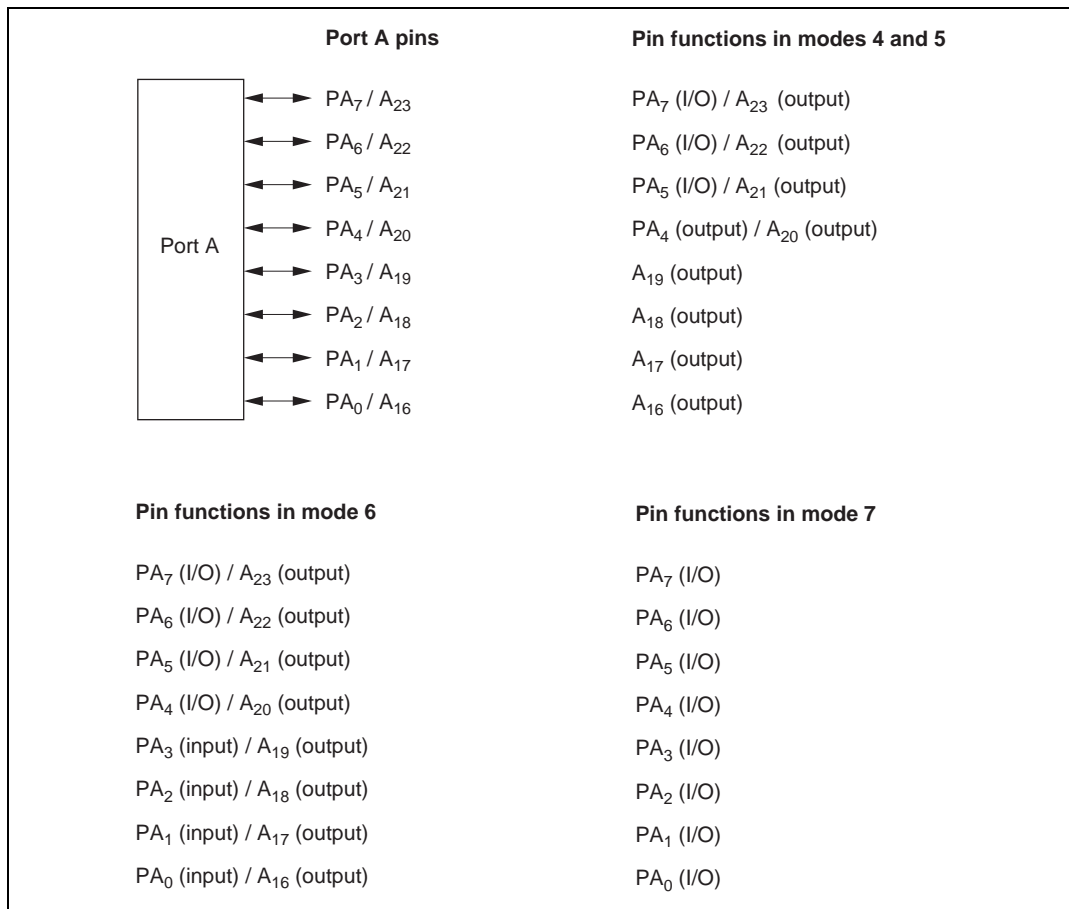 Port A pins
Pin functions in modes 4 and 5
Port A
PA₇ / A₂₃
PA₇ (I/O) / A₂₃ (output)
PA₆ / A₂₂
PA₆ (I/O) / A₂₂ (output)
PA₅ / A₂₁
PA₅ (I/O) / A₂₁ (output)
PA₄ / A₂₀
PA₄ (output) / A₂₀ (output)
PA₃ / A₁₉
A₁₉ (output)
PA₂ / A₁₈
A₁₈ (output)
PA₁ / A₁₇
A₁₇ (output)
PA₀ / A₁₆
A₁₆ (output)
Pin functions in mode 6
PA₇ (I/O) / A₂₃ (output)
PA₆ (I/O) / A₂₂ (output)
PA₅ (I/O) / A₂₁ (output)
PA₄ (I/O) / A₂₀ (output)
PA₃ (input) / A₁₉ (output)
PA₂ (input) / A₁₈ (output)
PA₁ (input) / A₁₇ (output)
PA₀ (input) / A₁₆ (output)
Pin functions in mode 7
PA₇ (I/O)
PA₆ (I/O)
PA₅ (I/O)
PA₄ (I/O)
PA₃ (I/O)
PA₂ (I/O)
PA₁ (I/O)
PA₀ (I/O)